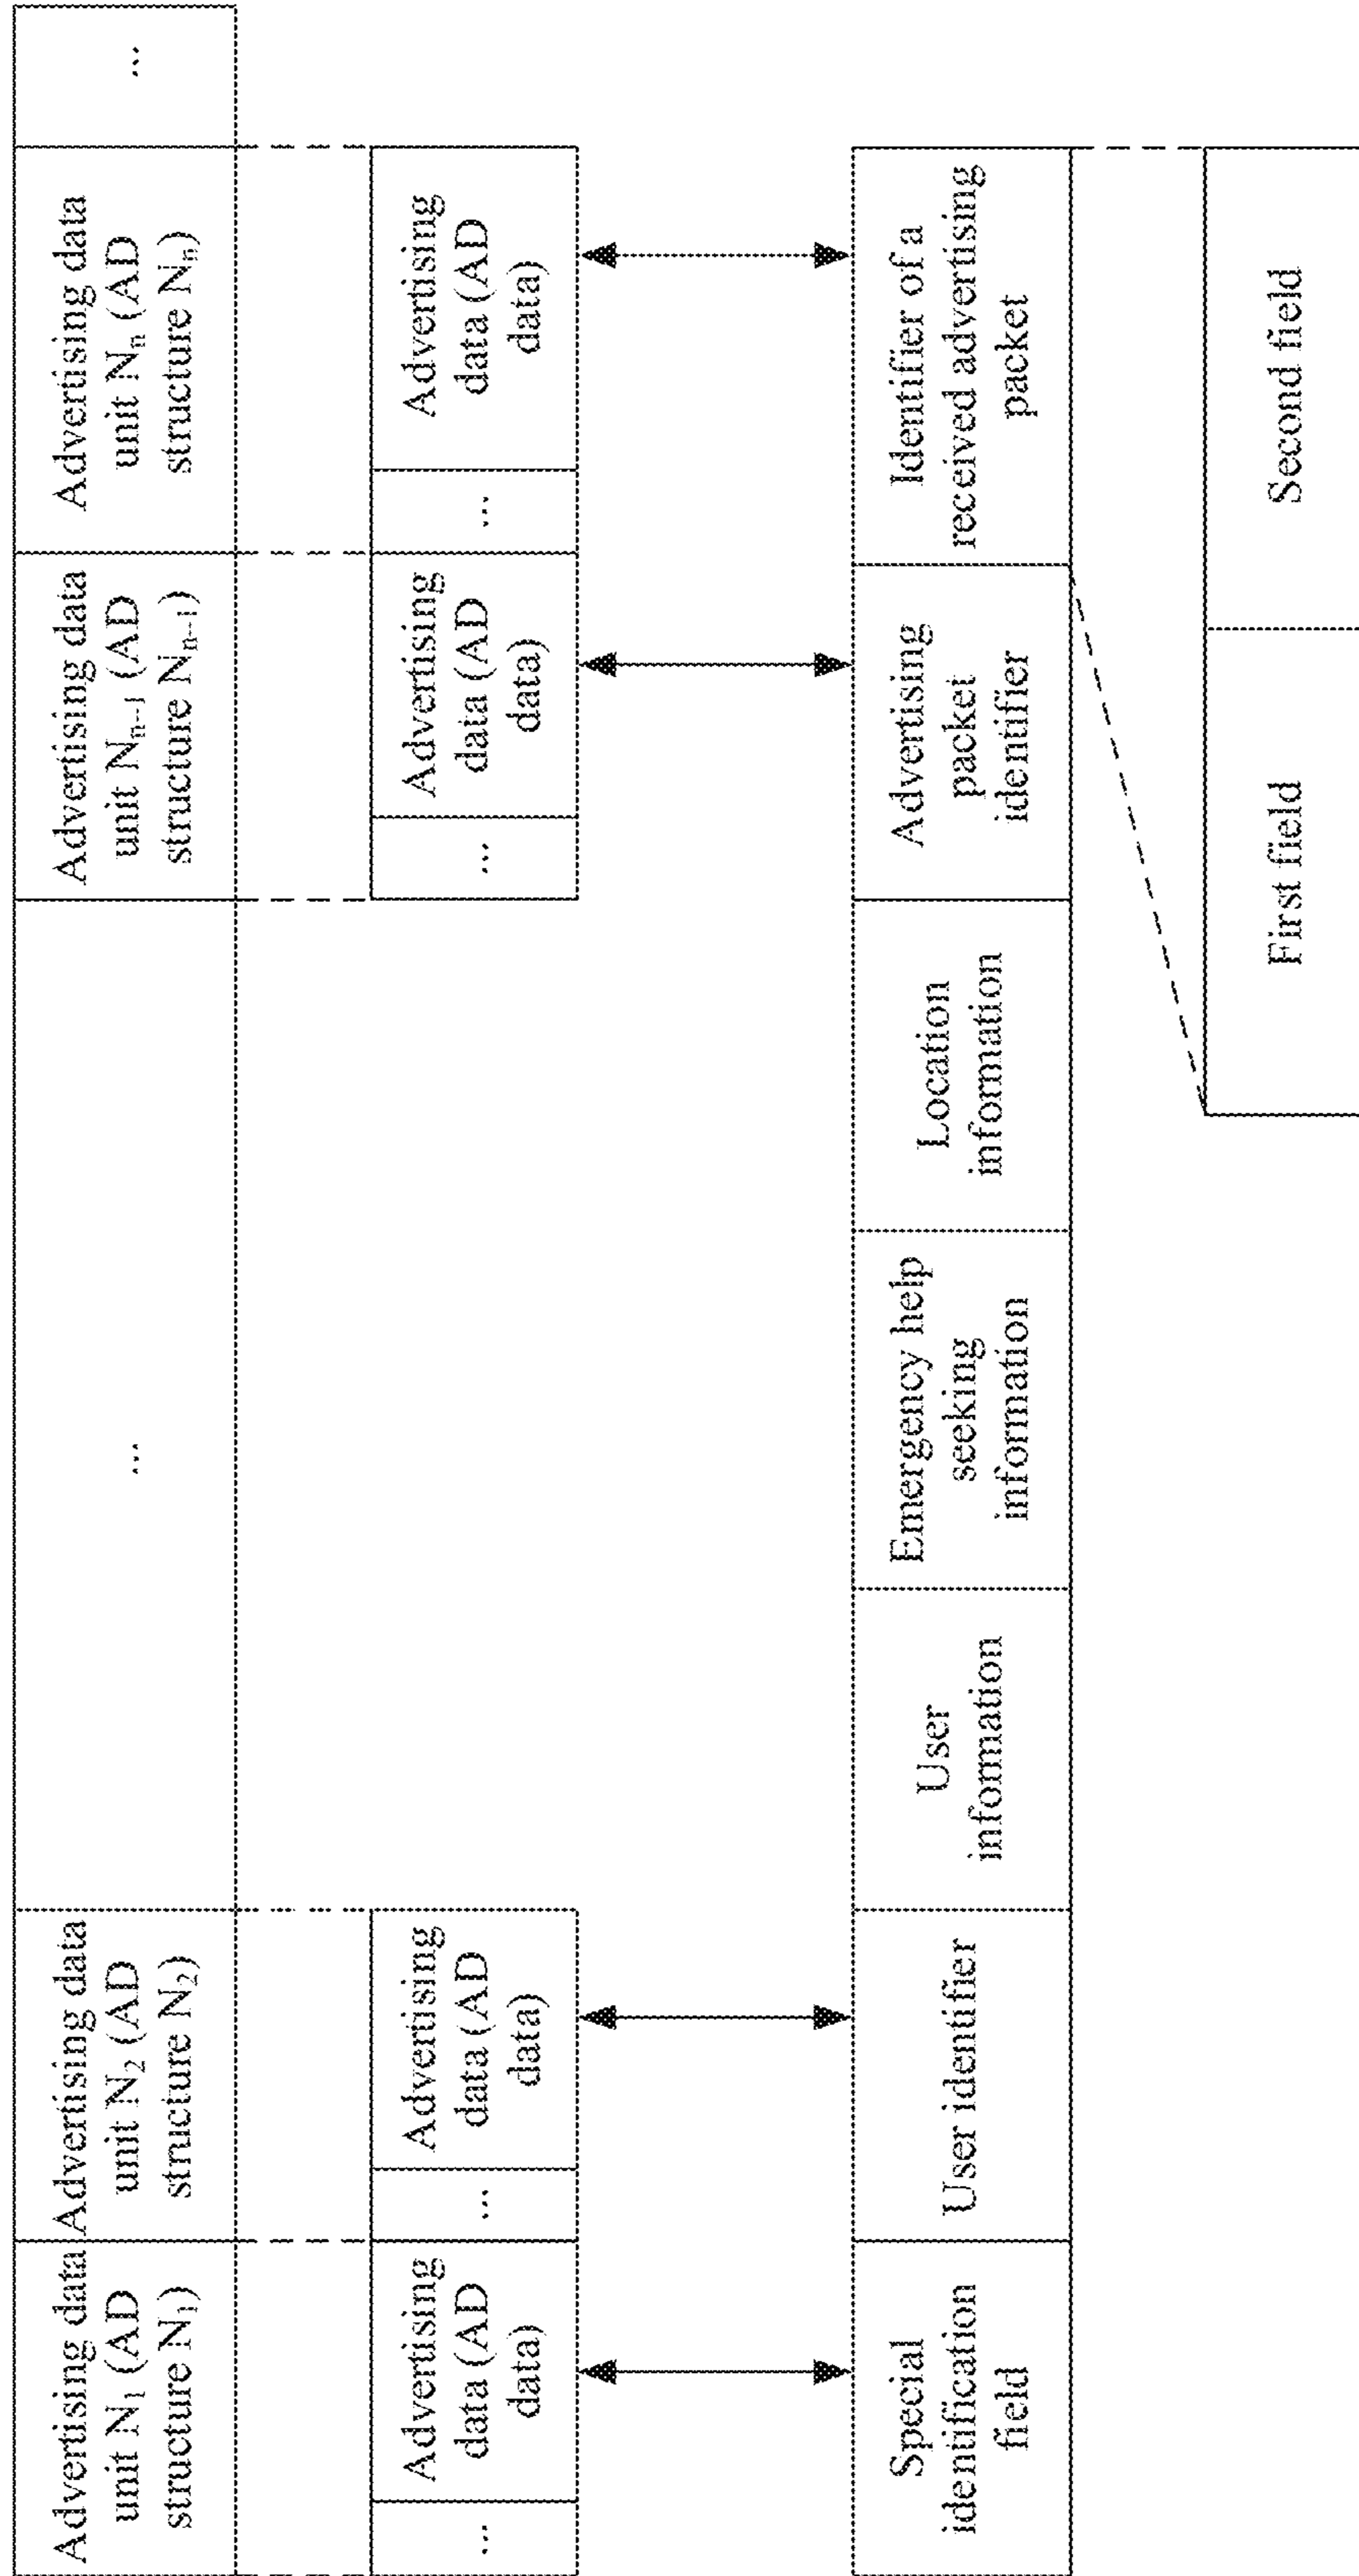 Advertising data
unit N₁ (AD
structure N₁)
Advertising data
unit N₂ (AD
structure N₂)
...
Advertising data
unit Nₙ₋₁ (AD
structure Nₙ₋₁)
Advertising data
unit Nₙ (AD
structure Nₙ)
...
...
Advertising
data (AD
data)
...
Advertising
data (AD
data)
...
Advertising
data (AD
data)
...
Advertising
data (AD
data)
Special
identification
field
User identifier
User
infomation
Emergency help
seeking
information
Location
information
Advertising
packet
identifier
Identifier of a
received advertising
packet
First field
Second field